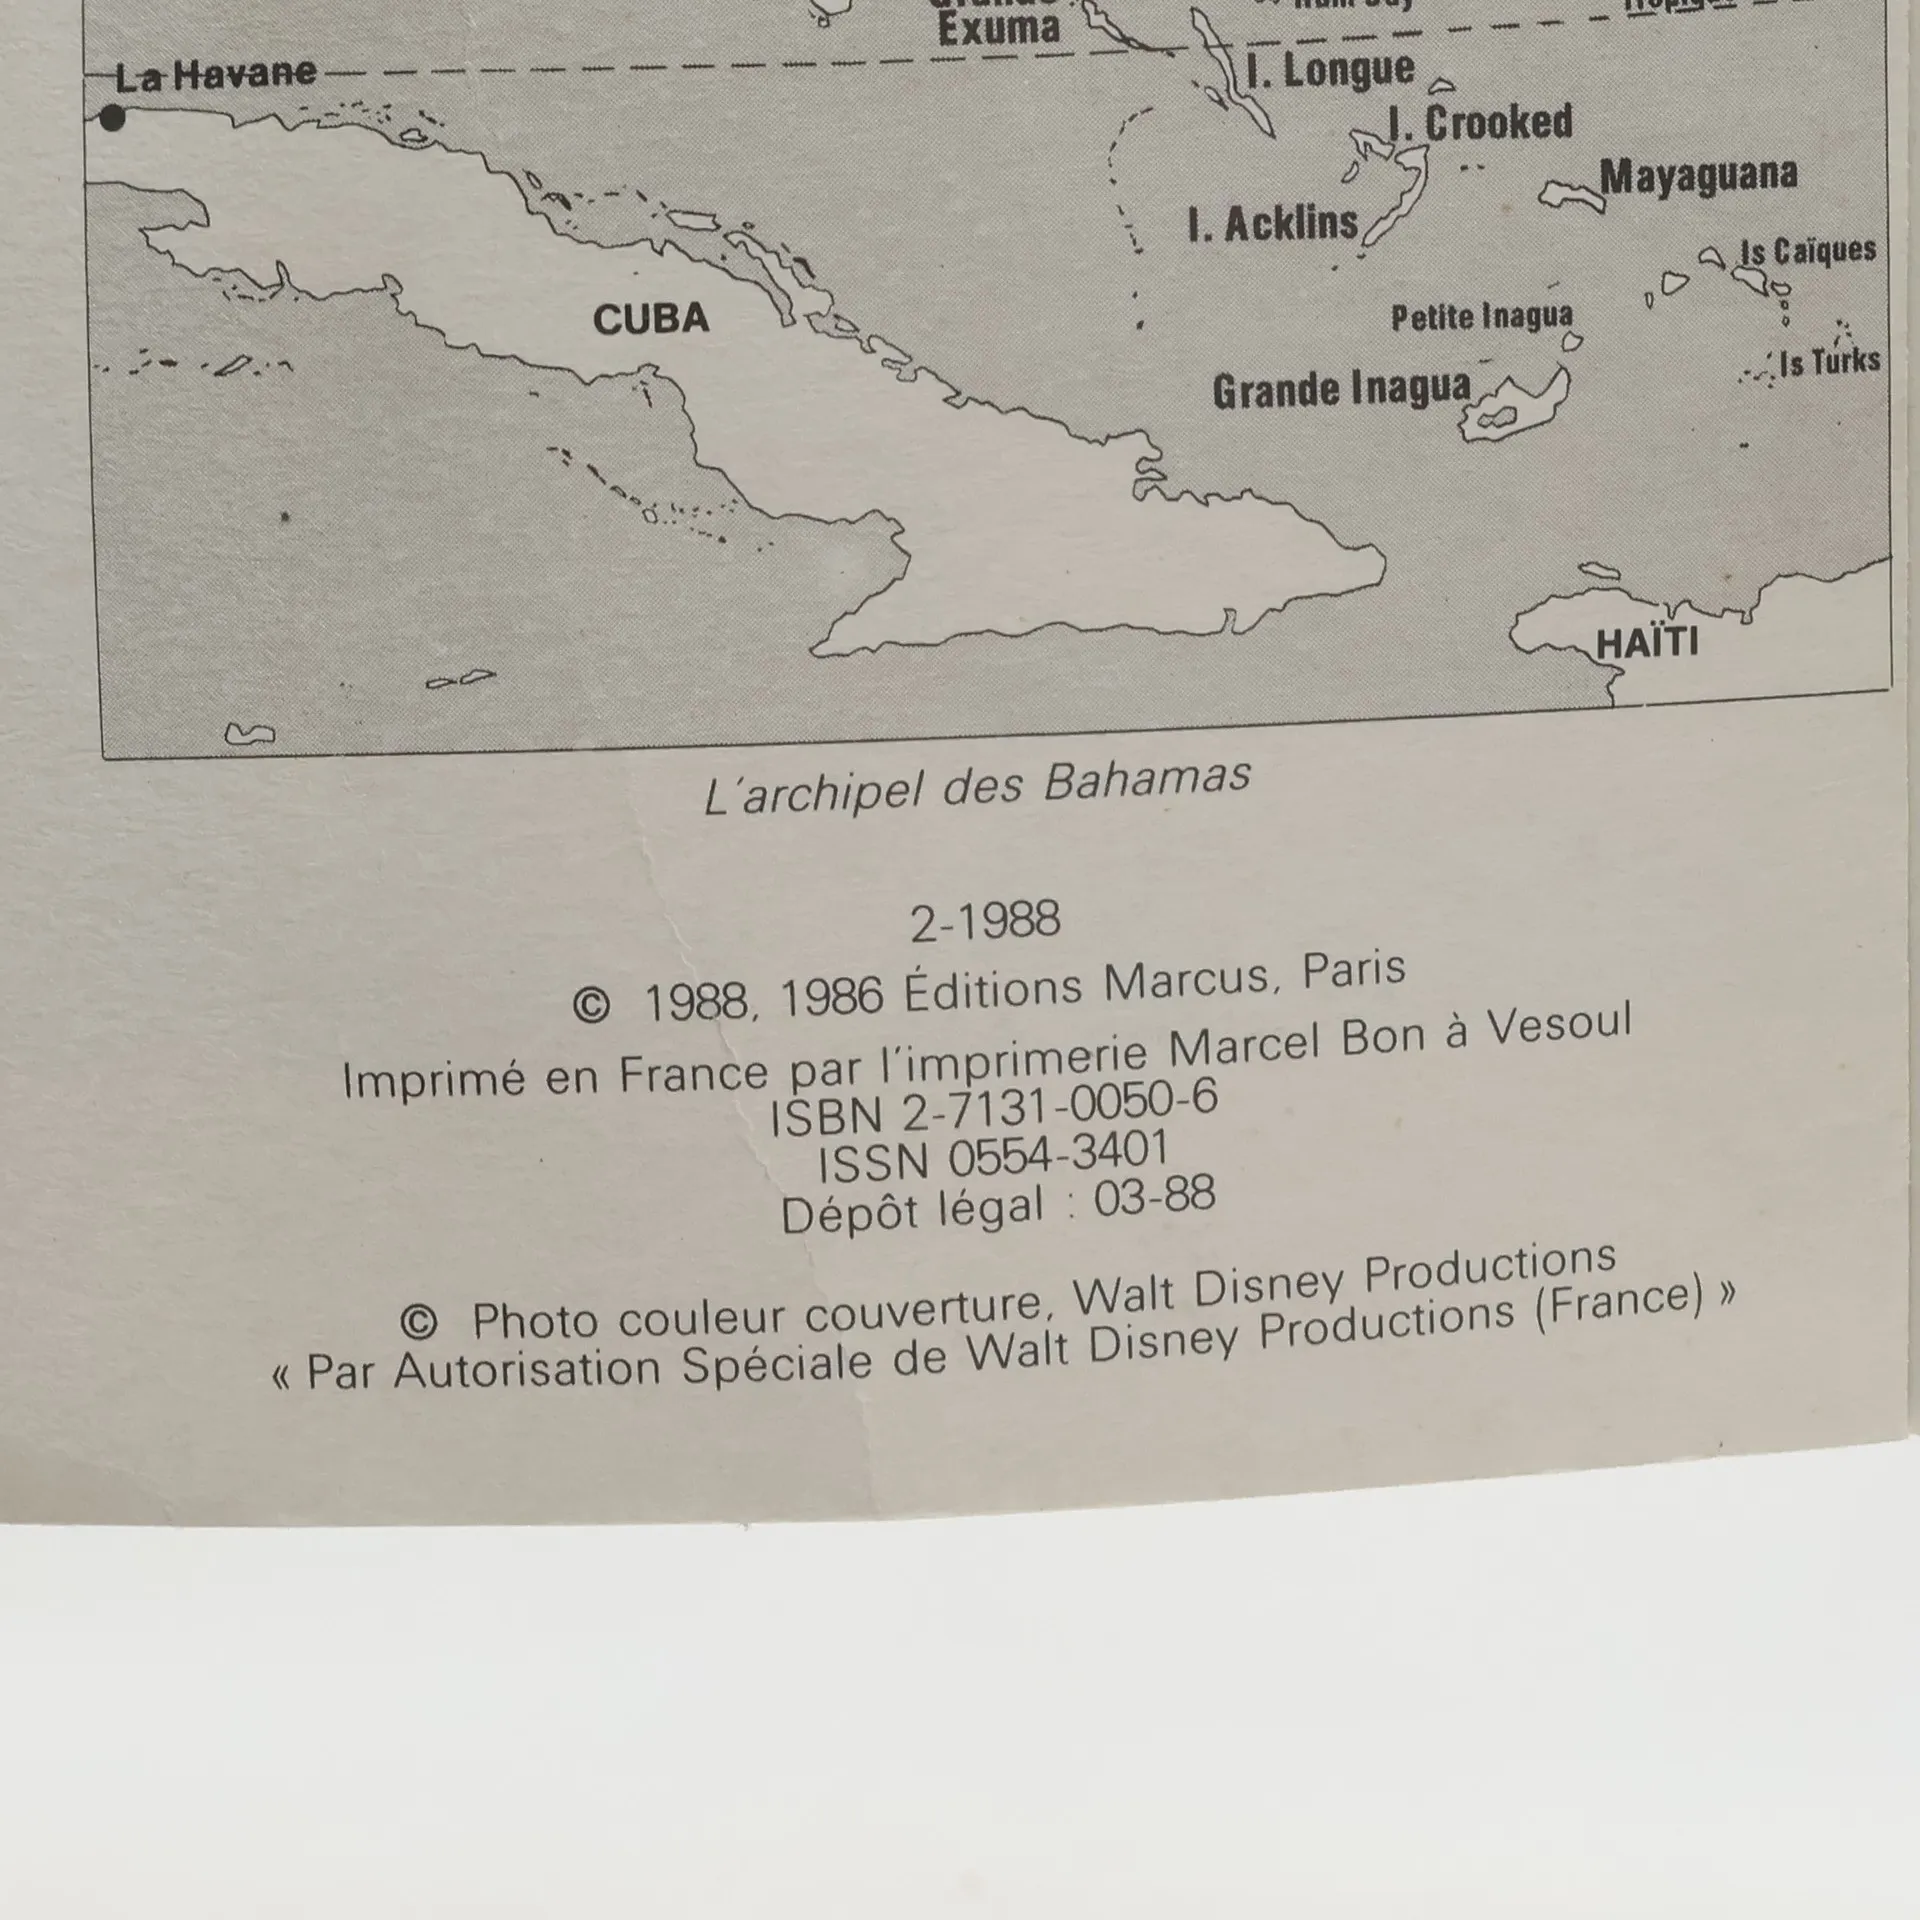 Exuma
La Havane
I. Longue
I. Crooked
Mayaguana
I. Acklins
Is Caïques
CUBA
Petite Inagua
Is Turks
Grande Inagua
HAÏTI
L'archipel des Bahamas
2-1988
© 1988, 1986 Éditions Marcus, Paris
Imprimé en France par l'imprimerie Marcel Bon à Vesoul
ISBN 2-7131-0050-6
ISSN 0554-3401
Dépôt légal : 03-88
© Photo couleur couverture, Walt Disney Productions
« Par Autorisation Spéciale de Walt Disney Productions (France) »